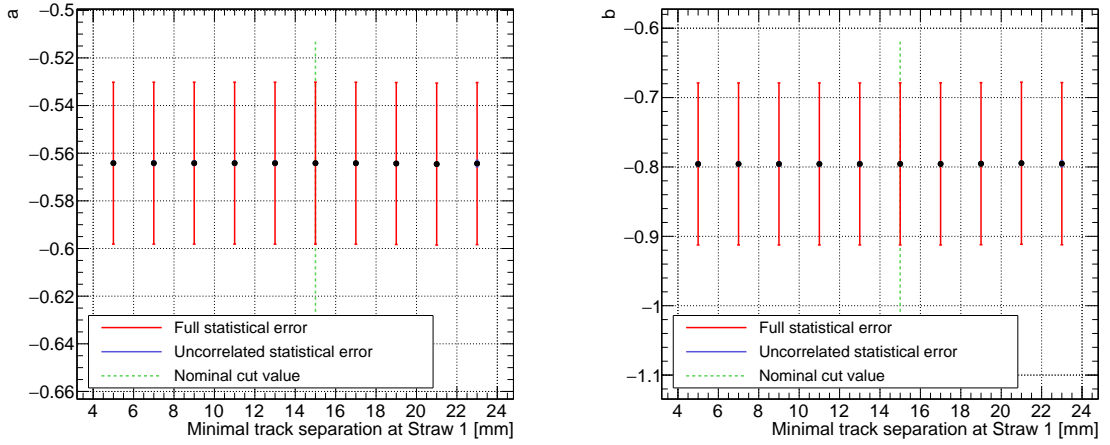 a
−0.5
−0.52
−0.54
−0.56
−0.58
−0.6
−0.62
−0.64
−0.66
Full statistical error
Uncorrelated statistical error
Nominal cut value
4 6 8 10 12 14 16 18 20 22 24
Minimal track separation at Straw 1 [mm]
b
−0.6
−0.7
−0.8
−0.9
−1
−1.1
Full statistical error
Uncorrelated statistical error
Nominal cut value
4 6 8 10 12 14 16 18 20 22 24
Minimal track separation at Straw 1 [mm]